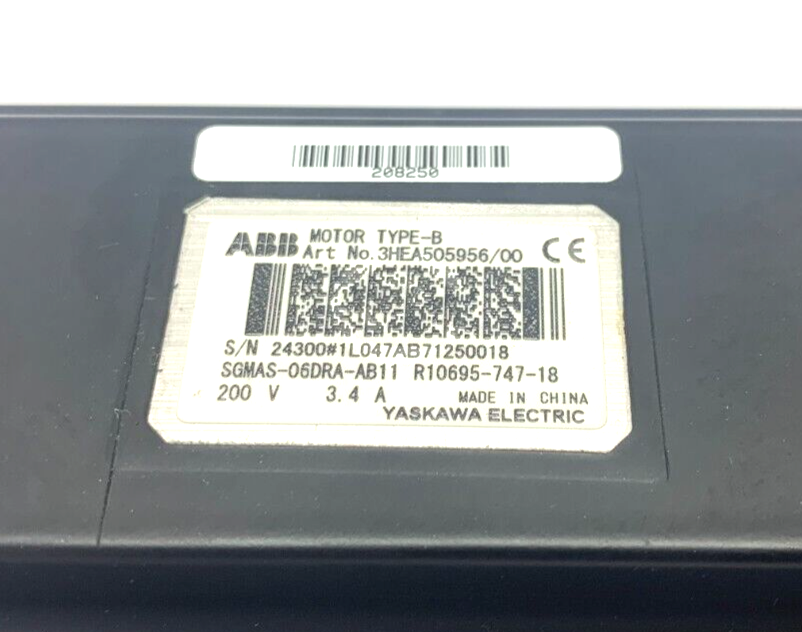 208250
ABB MOTOR TYPE-B
Art No.3HEA505956/00 CE
S/N 24300#1L047AB71250018
SGMAS-06DRA-AB11 R10695-747-18
200 V 3.4 A MADE IN CHINA
YASKAWA ELECTRIC